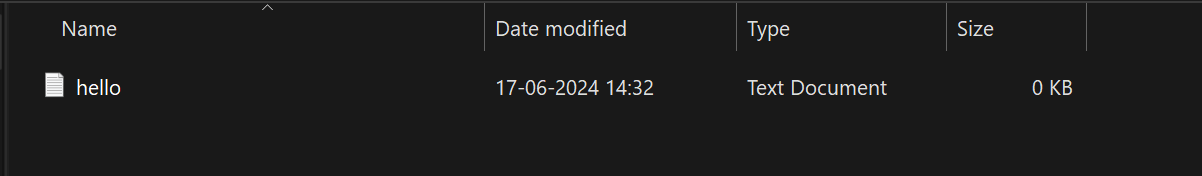 Name Date modified Type Size
hello 17-06-2024 14:32 Text Document 0 KB